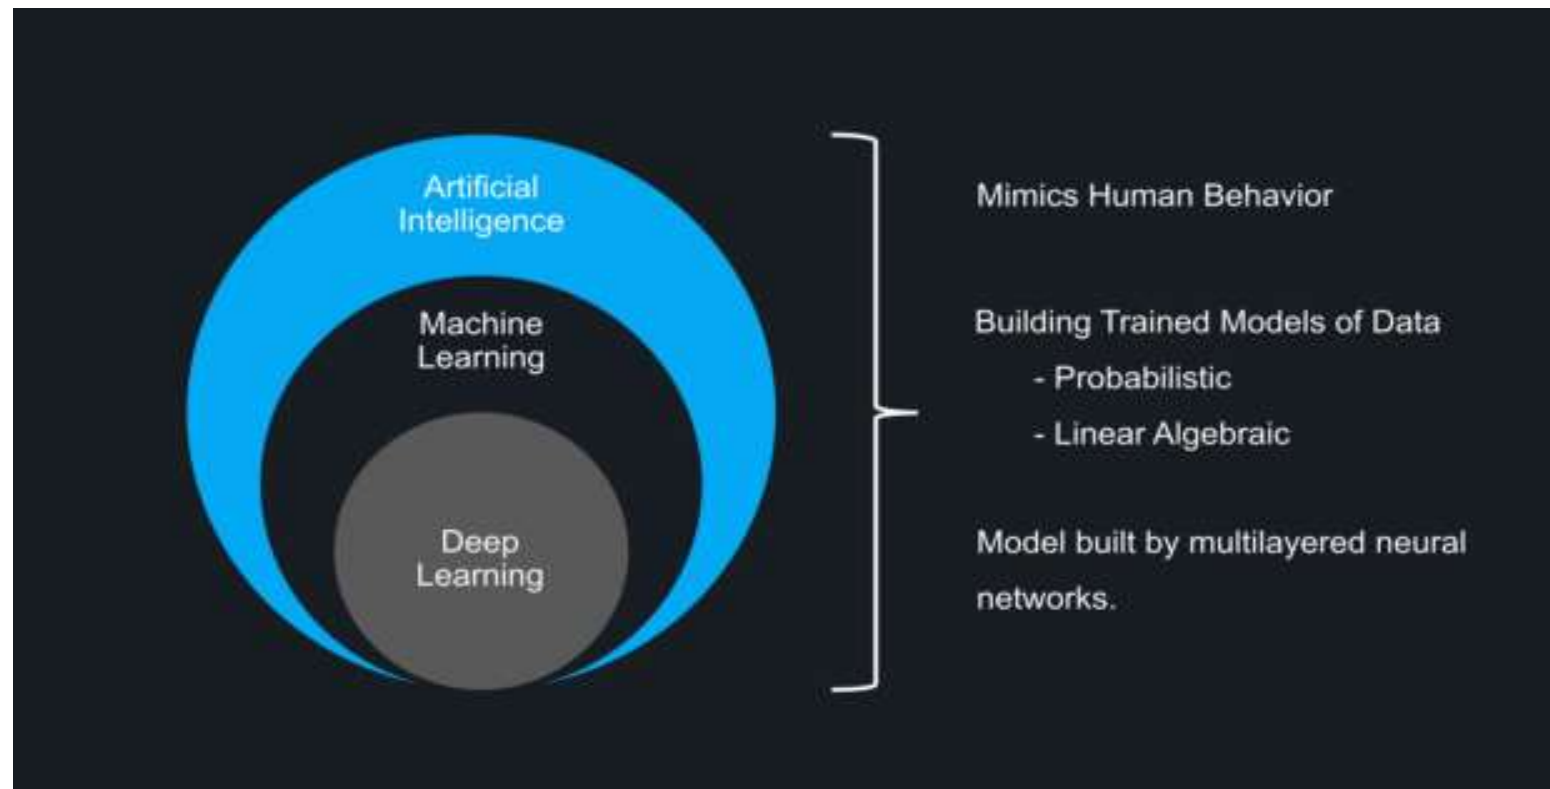 Artificial
Intelligence
Machine
Learning
Deep
Learning
Mimics Human Behavior
Building Trained Models of Data
- Probabilistic
- Linear Algebraic
Model built by multilayered neural
networks.